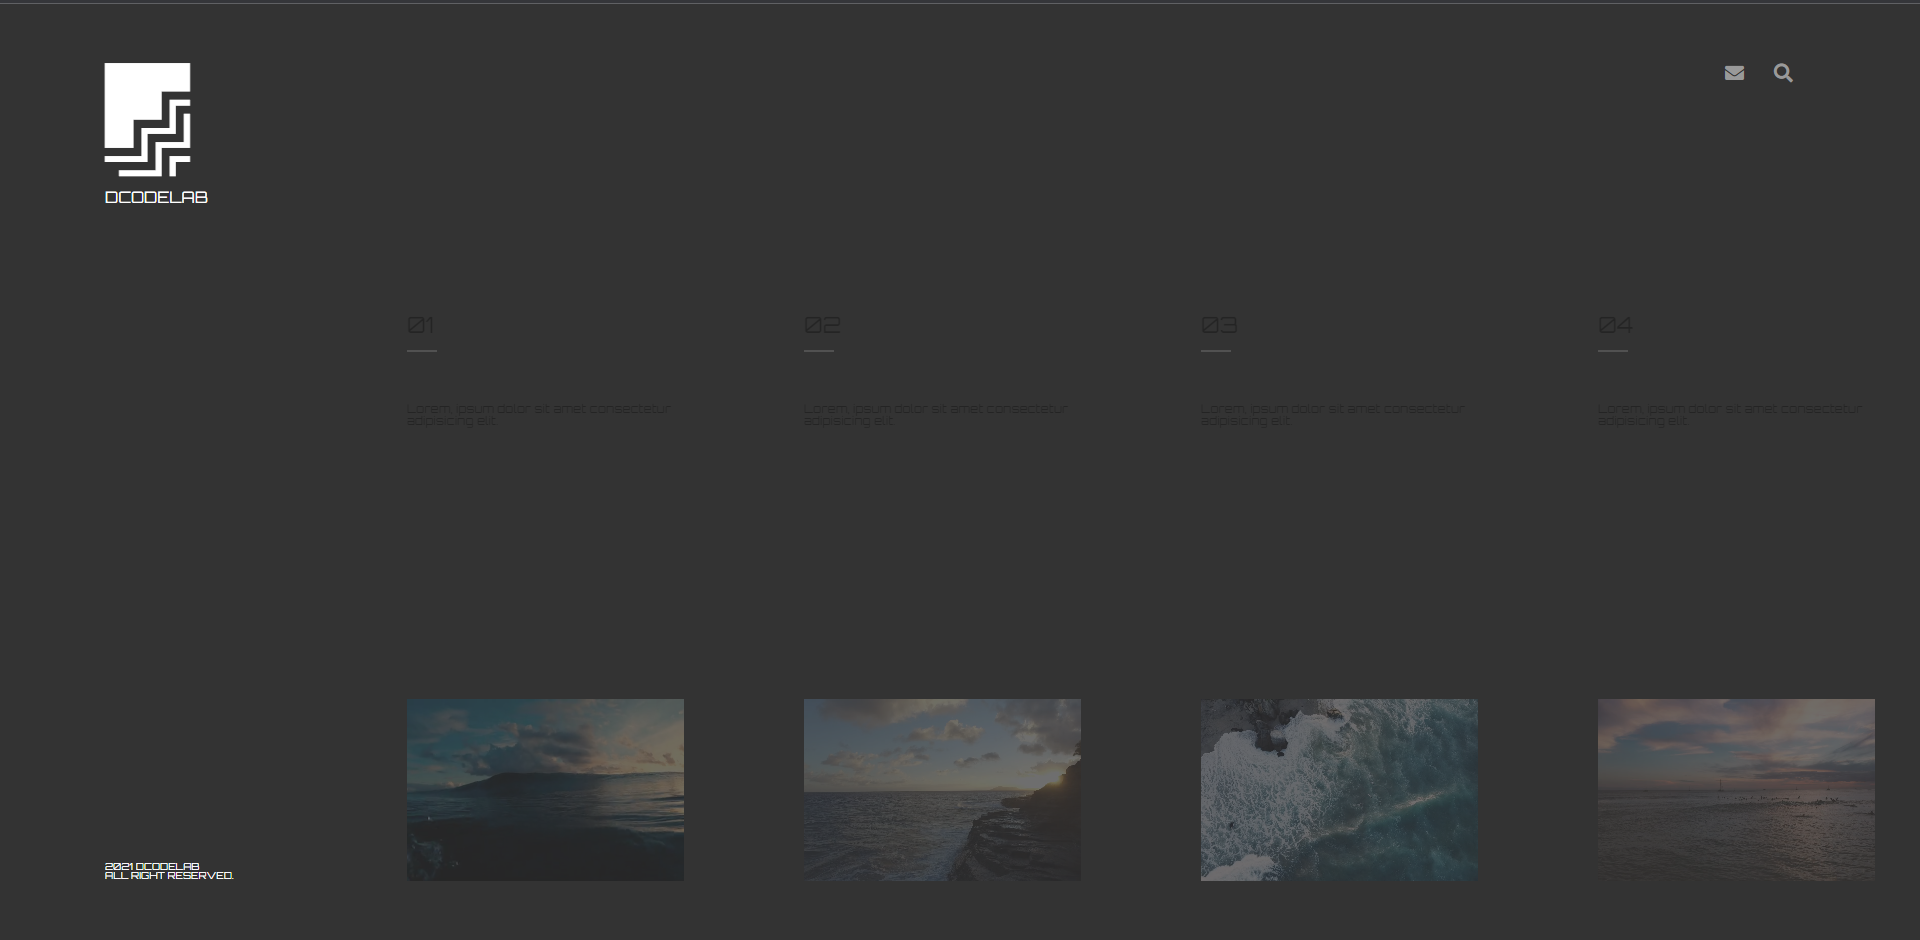 DCODELAB
01
02
03
04
Lorem, ipsum dolor sit amet consectetur
adipisicing elit.
Lorem, ipsum dolor sit amet consectetur
adipisicing elit.
Lorem, ipsum dolor sit amet consectetur
adipisicing elit.
Lorem, ipsum dolor sit amet consectetur
adipisicing elit.
2021 DCODELAB
ALL RIGHT RESERVED.